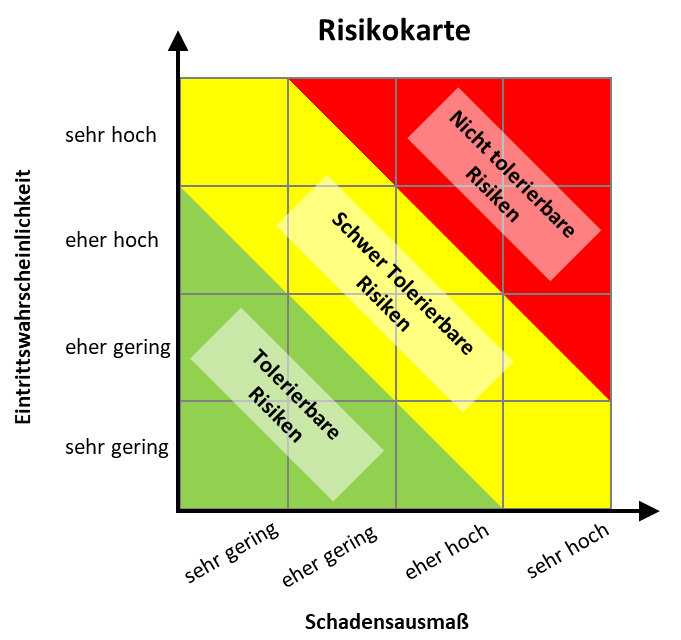 Risikokarte
Eintrittswahrscheinlichkeit
sehr hoch
eher hoch
eher gering
sehr gering
Nicht tolerierbare
Risiken
Schwer Tolerierbare
Risiken
Tolerierbare
Risiken
sehr gering
eher gering
eher hoch
sehr hoch
Schadensausmaß